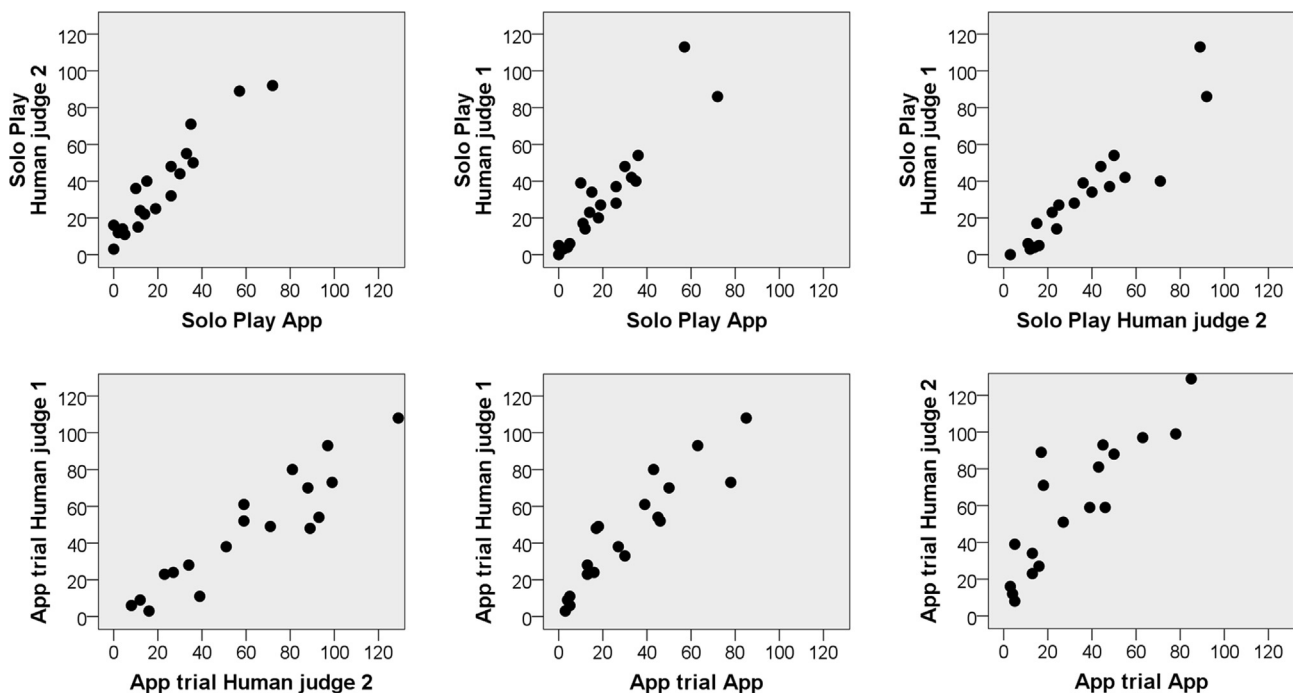 Solo Play
Human judge 2
120
100
80
60
40
20
0
0 20 40 60 80 100 120
Solo Play App
Solo Play
Human judge 1
120
100
80
60
40
20
0
0 20 40 60 80 100 120
Solo Play App
Solo Play
Human judge 1
120
100
80
60
40
20
0
0 20 40 60 80 100 120
Solo Play Human judge 2
App trial Human judge 1
120
100
80
60
40
20
0
0 20 40 60 80 100 120
App trial Human judge 2
App trial Human judge 1
120
100
80
60
40
20
0
0 20 40 60 80 100 120
App trial App
App trial Human judge 2
120
100
80
60
40
20
0
0 20 40 60 80 100 120
App trial App